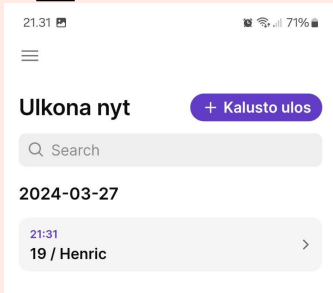 21.31 71%
Ulkona nyt
+ Kalusto ulos
Search
2024-03-27
21:31
19 / Henric